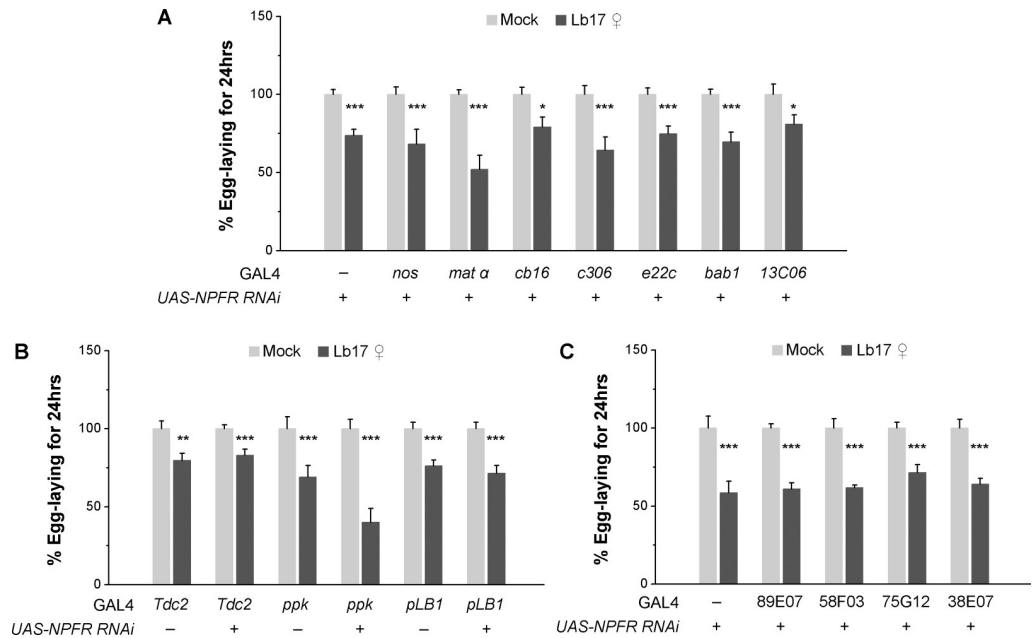 A
Mock Lb17 ♀
% Egg-laying for 24hrs
150
100
50
0
*** *** *** * *** *** *** *
GAL4 – nos mat α cb16 c306 e22c bab1 13C06
UAS-NPFR RNAi + + + + + + + +
B
Mock Lb17 ♀
% Egg-laying for 24hrs
150
100
50
0
** *** *** *** *** ***
GAL4 Tdc2 Tdc2 ppk ppk pLB1 pLB1
UAS-NPFR RNAi – + – + – +
C
Mock Lb17 ♀
% Egg-laying for 24hrs
150
100
50
0
*** *** *** *** ***
GAL4 – 89E07 58F03 75G12 38E07
UAS-NPFR RNAi + + + + +